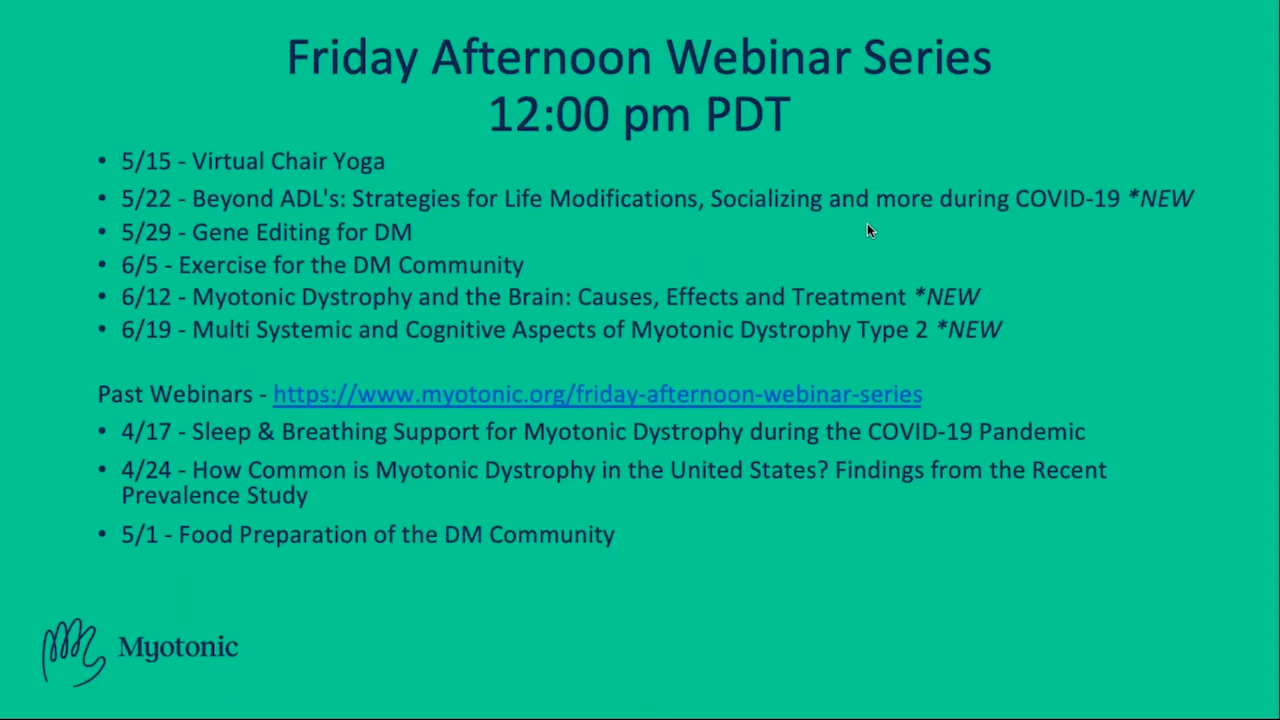 Friday Afternoon Webinar Series
12:00 pm PDT
• 5/15 - Virtual Chair Yoga
• 5/22 - Beyond ADL's: Strategies for Life Modifications, Socializing and more during COVID-19 *NEW
• 5/29 - Gene Editing for DM
• 6/5 - Exercise for the DM Community
• 6/12 - Myotonic Dystrophy and the Brain: Causes, Effects and Treatment *NEW
• 6/19 - Multi Systemic and Cognitive Aspects of Myotonic Dystrophy Type 2 *NEW
Past Webinars - https://www.myotonic.org/friday-afternoon-webinar-series
• 4/17 - Sleep & Breathing Support for Myotonic Dystrophy during the COVID-19 Pandemic
• 4/24 - How Common is Myotonic Dystrophy in the United States? Findings from the Recent
Prevalence Study
• 5/1 - Food Preparation of the DM Community
Myotonic